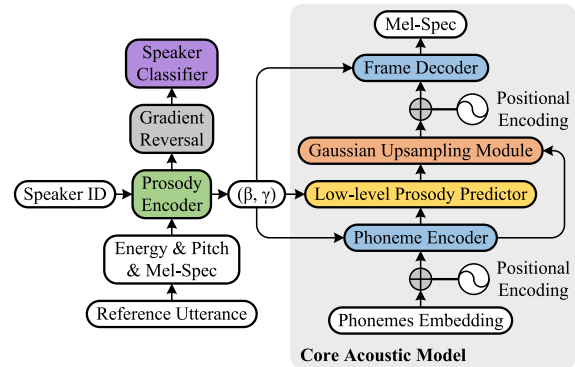 Speaker
Classifier
Gradient
Reversal
Speaker ID
Prosody
Encoder
(β, γ)
Energy & Pitch
& Mel-Spec
Reference Utterance
Mel-Spec
Frame Decoder
Positional
Encoding
Gaussian Upsampling Module
Low-level Prosody Predictor
Phoneme Encoder
Positional
Encoding
Phonemes Embedding
Core Acoustic Model